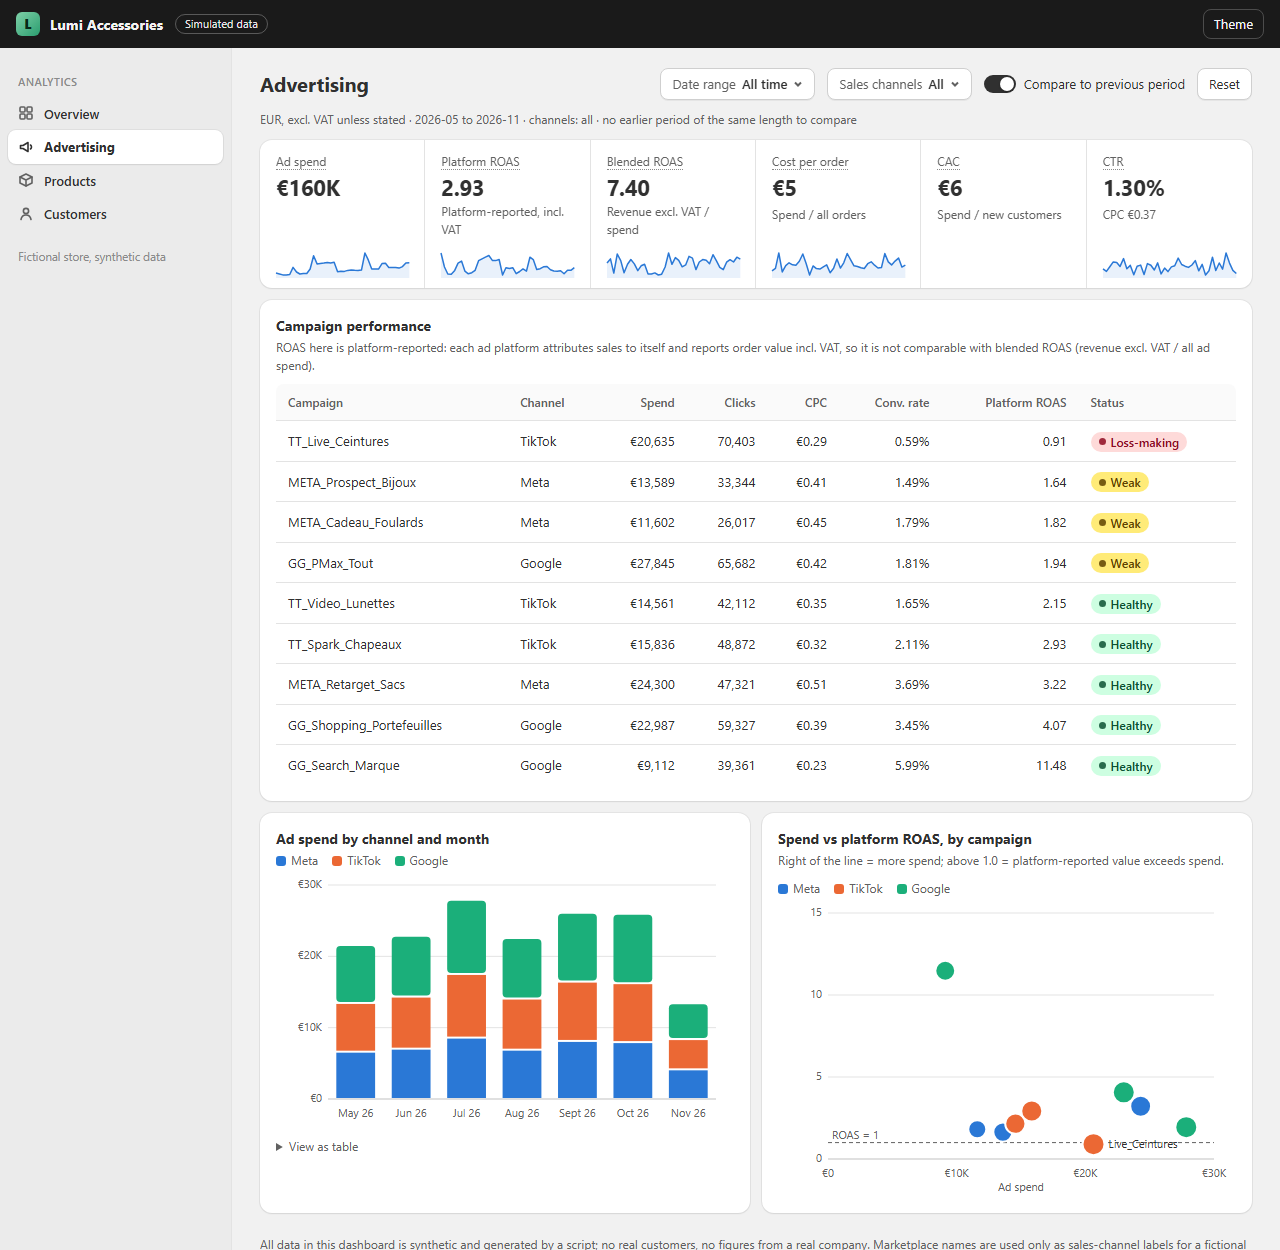 L Lumi Accessories Simulated data Theme
ANALYTICS
Overview
Advertising
Products
Customers
Fictional store, synthetic data
Advertising
Date range All time
Sales channels All
Compare to previous period
Reset
EUR, excl. VAT unless stated · 2026-05 to 2026-11 · channels: all · no earlier period of the same length to compare
Ad spend
€160K
Platform ROAS
2.93
Platform-reported, incl.
VAT
Blended ROAS
7.40
Revenue excl. VAT /
spend
Cost per order
€5
Spend / all orders
CAC
€6
Spend / new customers
CTR
1.30%
CPC €0.37
Campaign performance
ROAS here is platform-reported: each ad platform attributes sales to itself and reports order value incl. VAT, so it is not comparable with blended ROAS (revenue excl. VAT / all ad
spend).
Campaign Channel Spend Clicks CPC Conv. rate Platform ROAS Status
TT_Live_Ceintures TikTok €20,635 70,403 €0.29 0.59% 0.91 Loss-making
META_Prospect_Bijoux Meta €13,589 33,344 €0.41 1.49% 1.64 Weak
META_Cadeau_Foulards Meta €11,602 26,017 €0.45 1.79% 1.82 Weak
GG_PMax_Tout Google €27,845 65,682 €0.42 1.81% 1.94 Weak
TT_Video_Lunettes TikTok €14,561 42,112 €0.35 1.65% 2.15 Healthy
TT_Spark_Chapeaux TikTok €15,836 48,872 €0.32 2.11% 2.93 Healthy
META_Retarget_Sacs Meta €24,300 47,321 €0.51 3.69% 3.22 Healthy
GG_Shopping_Portefeuilles Google €22,987 59,327 €0.39 3.45% 4.07 Healthy
GG_Search_Marque Google €9,112 39,361 €0.23 5.99% 11.48 Healthy
Ad spend by channel and month
Meta TikTok Google
€30K
€20K
€10K
€0
May 26 Jun 26 Jul 26 Aug 26 Sept 26 Oct 26 Nov 26
View as table
Spend vs platform ROAS, by campaign
Right of the line = more spend; above 1.0 = platform-reported value exceeds spend.
Meta TikTok Google
15
10
5
ROAS = 1
Live_Ceintures
0
€0 €10K €20K €30K
Ad spend
All data in this dashboard is synthetic and generated by a script; no real customers, no figures from a real company. Marketplace names are used only as sales-channel labels for a fictional